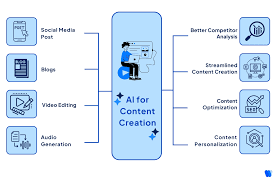 Social Media
Post
Blogs
Video Editing
Audio
Generation
AI for
Content
Creation
Better Competitor
Analysis
Streamlined
Content Creation
Content
Optimization
SEO
Content
Personalization